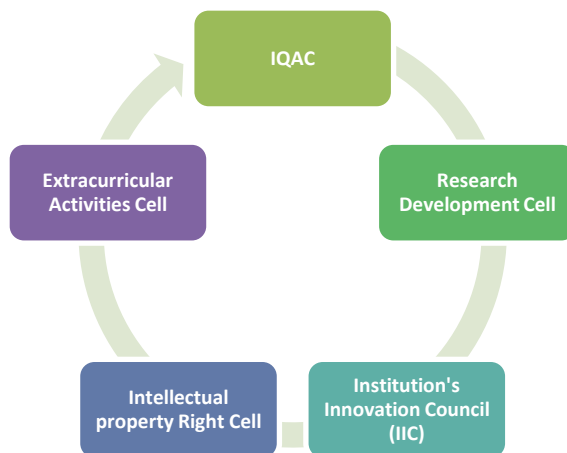 IQAC
Research
Development Cell
Institution's
Innovation Council
(IIC)
Intellectual
property Right Cell
Extracurricular
Activities Cell